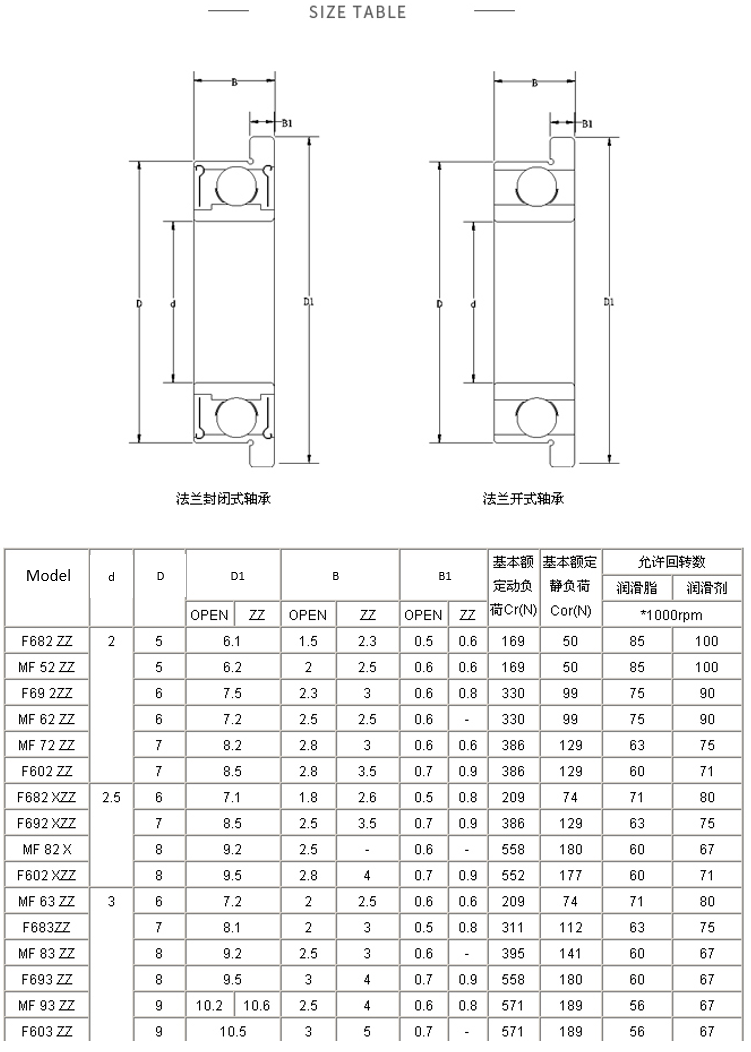 SIZE TABLE
B B
B1 B1
D d D1 D d D1
法兰封闭式轴承 法兰开式轴承
Model d D D1 B B1 基本额定动负荷Cr(N) 基本额定静负荷Cor(N) 允许回转数
润滑脂 润滑剂
OPEN ZZ OPEN ZZ OPEN ZZ *1000rpm
F682 ZZ 2 5 6.1 1.5 2.3 0.5 0.6 169 50 85 100
MF 52 ZZ 5 6.2 2 2.5 0.6 0.6 169 50 85 100
F69 2ZZ 6 7.5 2.3 3 0.6 0.8 330 99 75 90
MF 62 ZZ 6 7.2 2.5 2.5 0.6 - 330 99 75 90
MF 72 ZZ 7 8.2 2.8 3 0.6 0.6 386 129 63 75
F602 ZZ 7 8.5 2.8 3.5 0.7 0.9 386 129 60 71
F682 XZZ 2.5 6 7.1 1.8 2.6 0.5 0.8 209 74 71 80
F692 XZZ 7 8.5 2.5 3.5 0.7 0.9 386 129 63 75
MF 82 X 8 9.2 2.5 - 0.6 - 558 180 60 67
F602 XZZ 8 9.5 2.8 4 0.7 0.9 552 177 60 71
MF 63 ZZ 3 6 7.2 2 2.5 0.6 0.6 209 74 71 80
F683ZZ 7 8.1 2 3 0.5 0.8 311 112 63 75
MF 83 ZZ 8 9.2 2.5 3 0.6 - 395 141 60 67
F693 ZZ 8 9.5 3 4 0.7 0.9 558 180 60 67
MF 93 ZZ 9 10.2 10.6 2.5 4 0.6 0.8 571 189 56 67
F603 ZZ 9 10.5 3 5 0.7 - 571 189 56 67